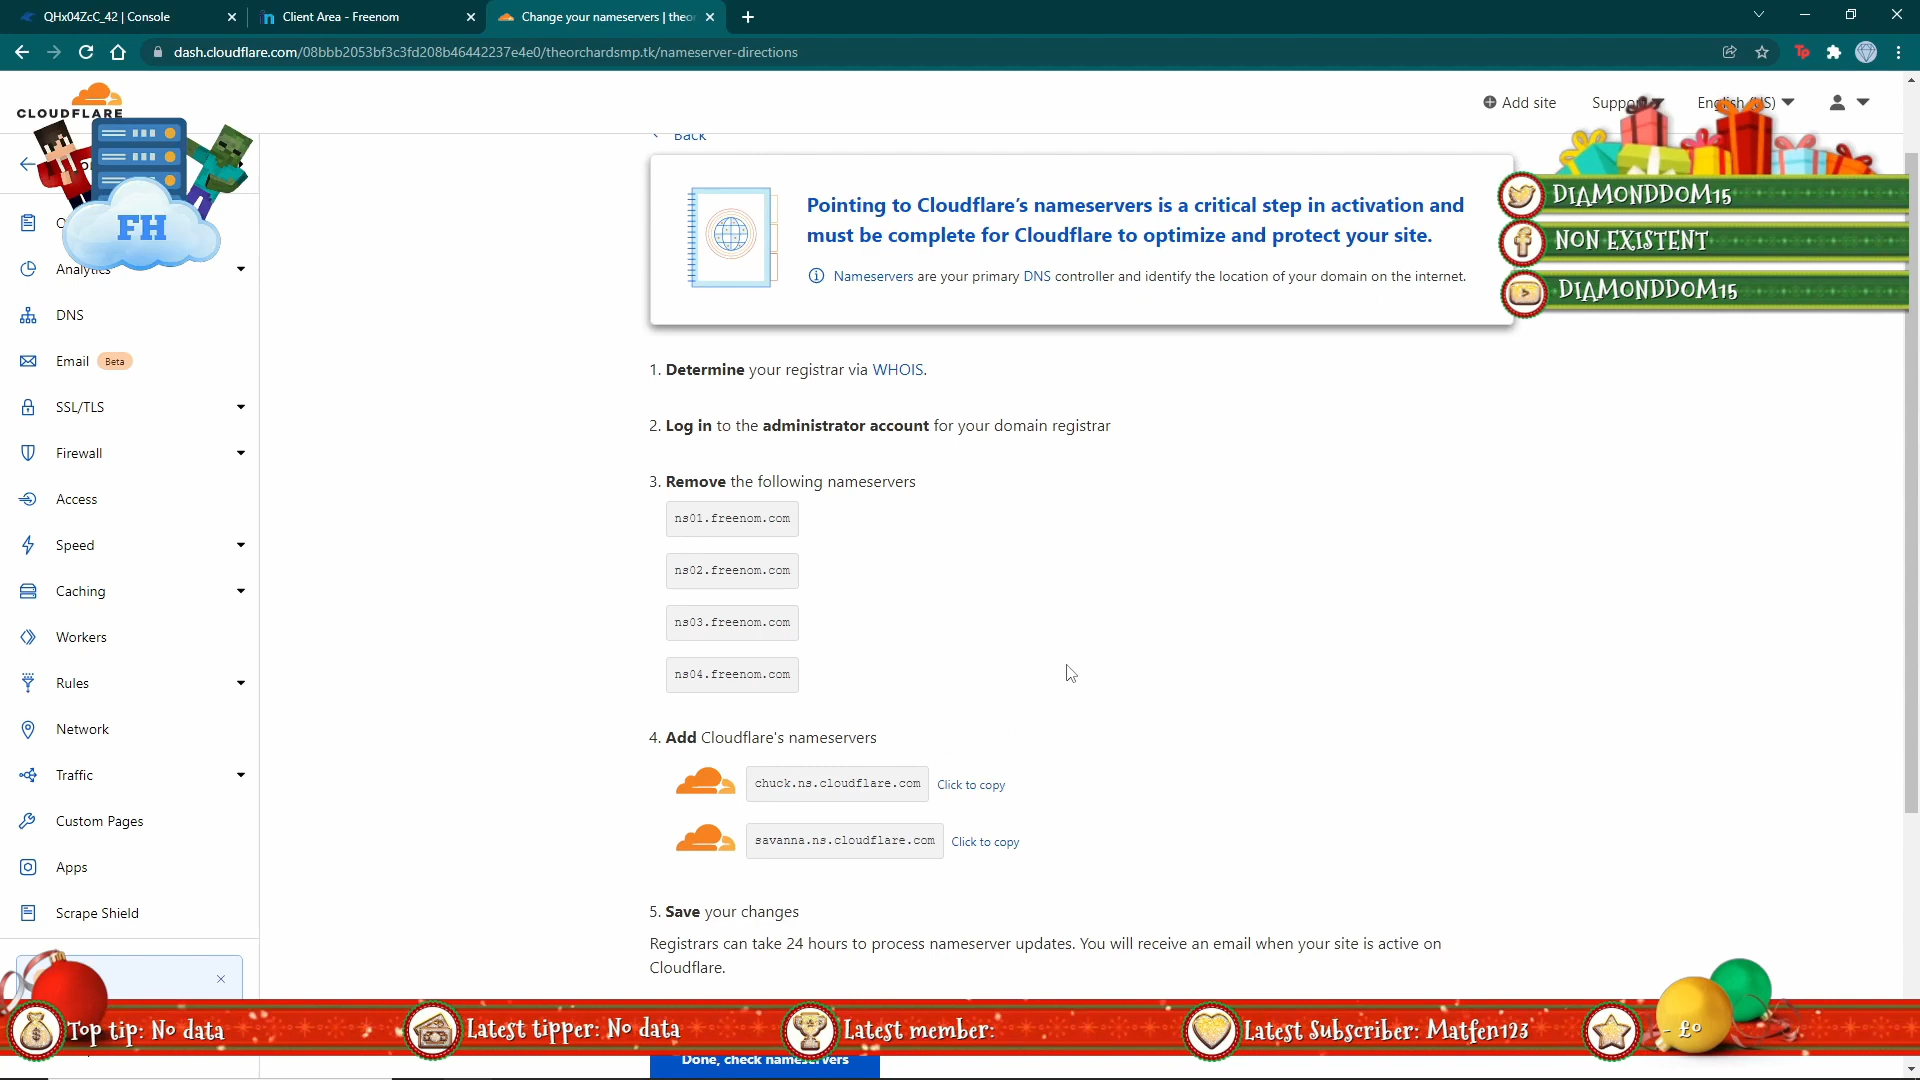 QHx04ZcC_42 | Console
Client Area - Freenom
Change your nameservers | theo
dash.cloudflare.com/08bbb2053bf3c3fd208b46442237e4e0/theorchardsmp.tk/nameserver-directions
CLOUDFLARE
Add site
Support
English (US)
Back
FH
Analytics
DNS
Email Beta
SSL/TLS
Firewall
Access
Speed
Caching
Workers
Rules
Network
Traffic
Custom Pages
Apps
Scrape Shield
Pointing to Cloudflare’s nameservers is a critical step in activation and
must be complete for Cloudflare to optimize and protect your site.
Nameservers are your primary DNS controller and identify the location of your domain on the internet.
DIAMONDDOM15
NON EXISTENT
DIAMONDDOM15
1. Determine your registrar via WHOIS.
2. Log in to the administrator account for your domain registrar
3. Remove the following nameservers
ns01.freenom.com
ns02.freenom.com
ns03.freenom.com
ns04.freenom.com
4. Add Cloudflare's nameservers
chuck.ns.cloudflare.com Click to copy
savanna.ns.cloudflare.com Click to copy
5. Save your changes
Registrars can take 24 hours to process nameserver updates. You will receive an email when your site is active on
Cloudflare.
Top tip: No data
Latest tipper: No data
Latest member:
Latest Subscriber: Matfen123
- £0
Done, check nameservers